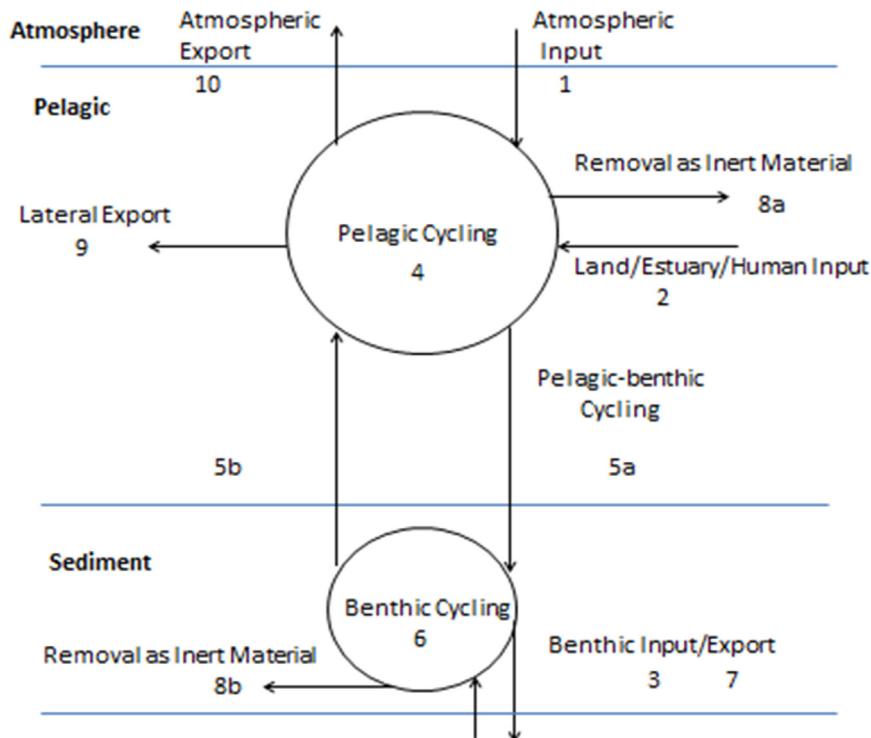 Atmosphere
Atmospheric
Export
10
Atmospheric
Input
1
Pelagic
Removal as Inert Material
8a
Lateral Export
9
Pelagic Cycling
4
Land/Estuary/Human Input
2
Pelagic-benthic
Cycling
5b
5a
Sediment
Benthic Cycling
6
Removal as Inert Material
8b
Benthic Input/Export
3 7